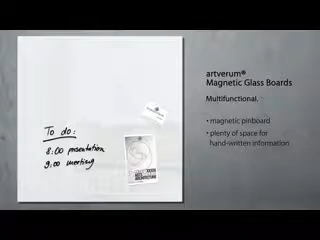 artverum®
Magnetic Glass Boards
Multifunctional.
• magnetic pinboard
• plenty of space for
hand-written information
To do:
8:00 presentation
9:00 meeting
ARCHITECTURE